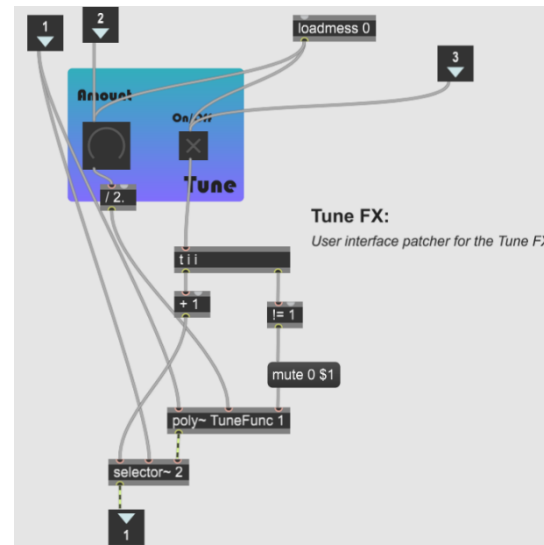 1
2
loadmess 0
3
Amount
On/Off
/ 2.
Tune
Tune FX:
User interface patcher for the Tune FX
t i i
+ 1
!= 1
mute 0 $1
poly~ TuneFunc 1
selector~ 2
1